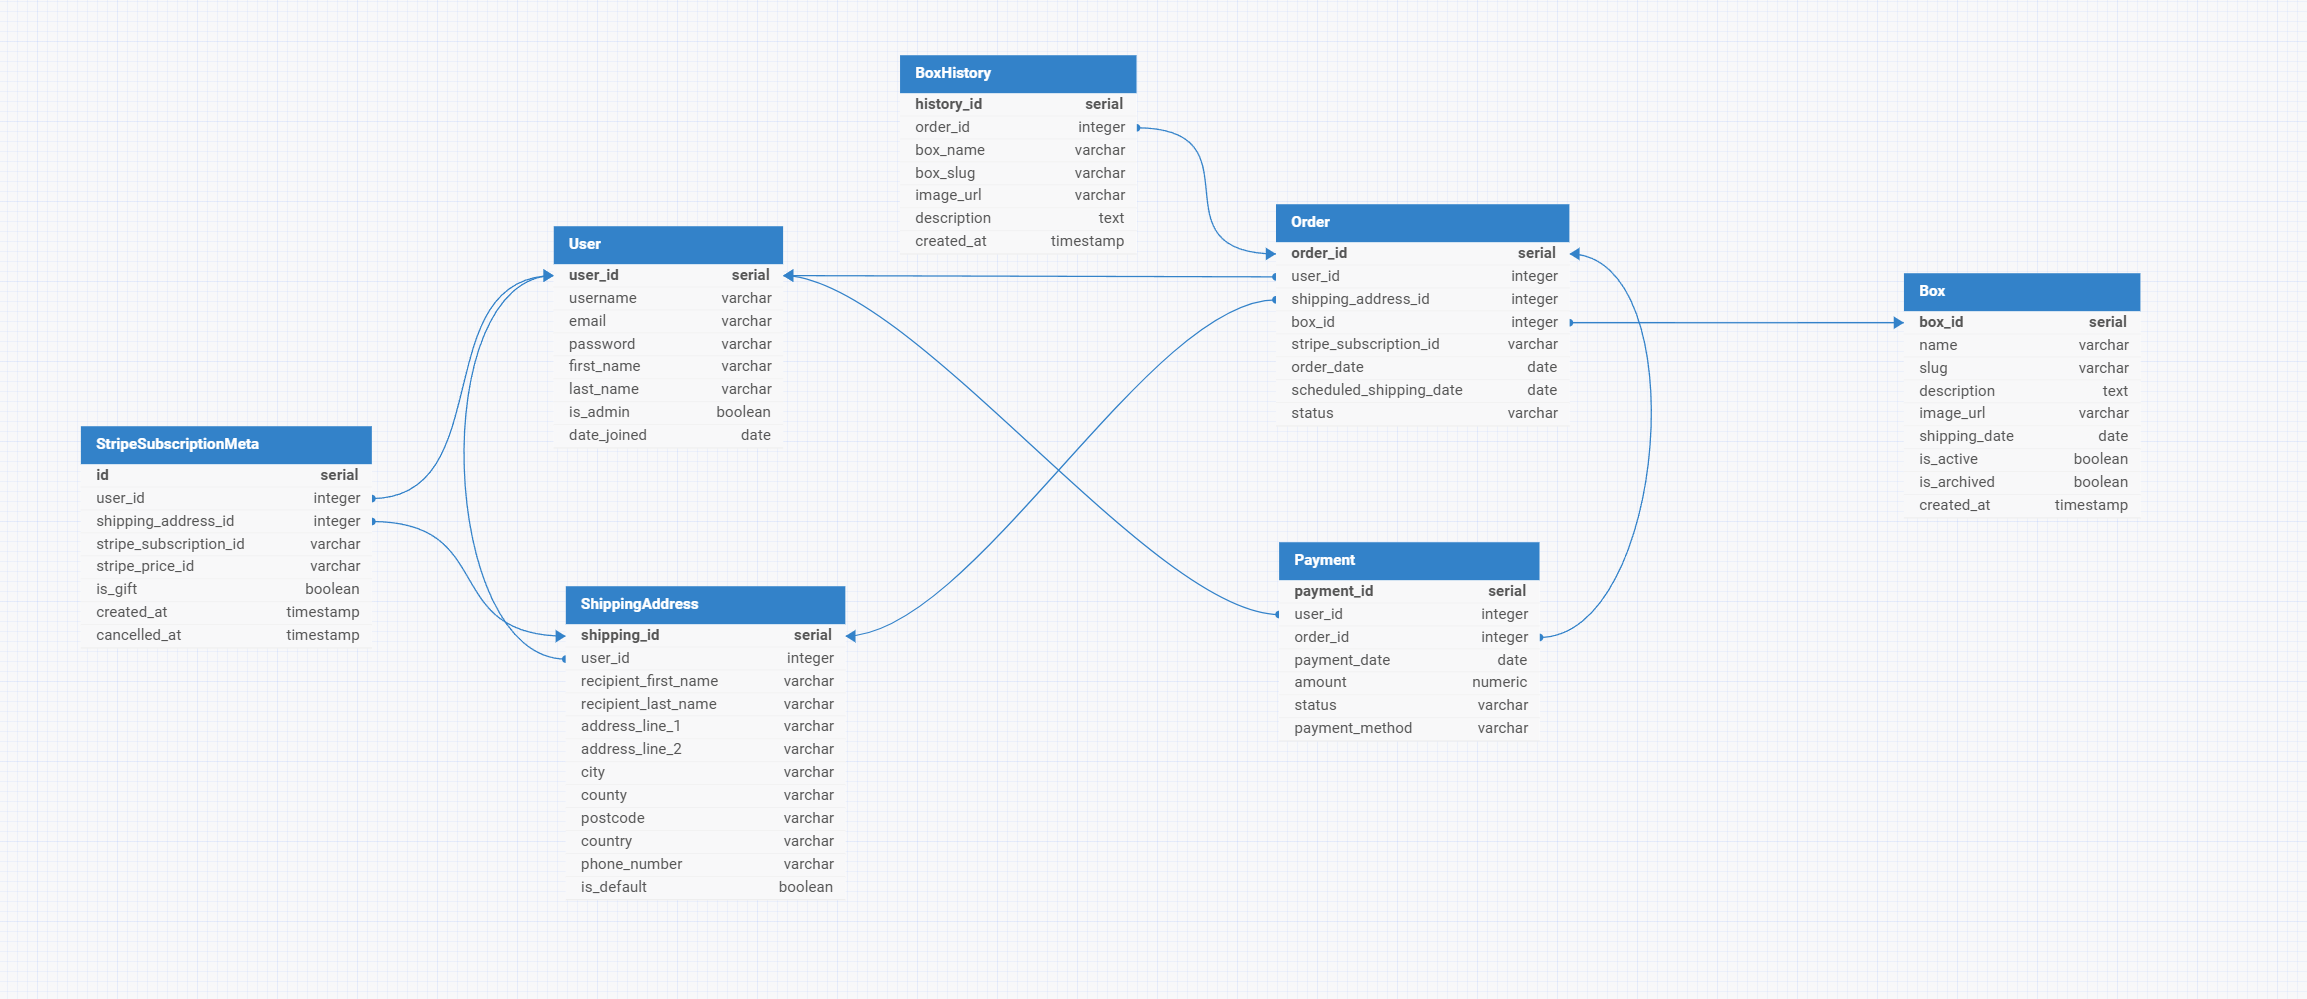 BoxHistory
history_id serial
order_id integer
box_name varchar
box_slug varchar
image_url varchar
description text
created_at timestamp
User
user_id serial
username varchar
email varchar
password varchar
first_name varchar
last_name varchar
is_admin boolean
date_joined date
Order
order_id serial
user_id integer
shipping_address_id integer
box_id integer
stripe_subscription_id varchar
order_date date
scheduled_shipping_date date
status varchar
Box
box_id serial
name varchar
slug varchar
description text
image_url varchar
shipping_date date
is_active boolean
is_archived boolean
created_at timestamp
StripeSubscriptionMeta
id serial
user_id integer
shipping_address_id integer
stripe_subscription_id varchar
stripe_price_id varchar
is_gift boolean
created_at timestamp
cancelled_at timestamp
ShippingAddress
shipping_id serial
user_id integer
recipient_first_name varchar
recipient_last_name varchar
address_line_1 varchar
address_line_2 varchar
city varchar
county varchar
postcode varchar
country varchar
phone_number varchar
is_default boolean
Payment
payment_id serial
user_id integer
order_id integer
payment_date date
amount numeric
status varchar
payment_method varchar